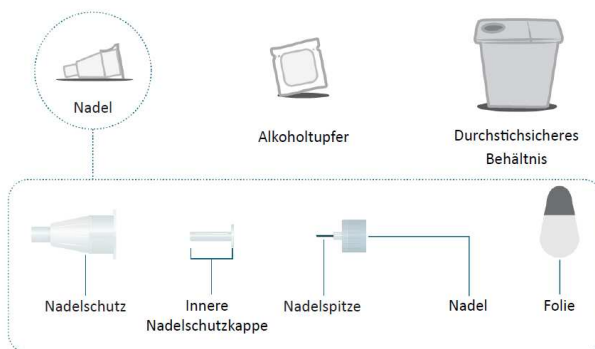 Nadel
Alkoholtupfer
Durchstichsicheres
Behältnis
Nadelschutz
Innere
Nadelschutzkappe
Nadelspitze
Nadel
Folie